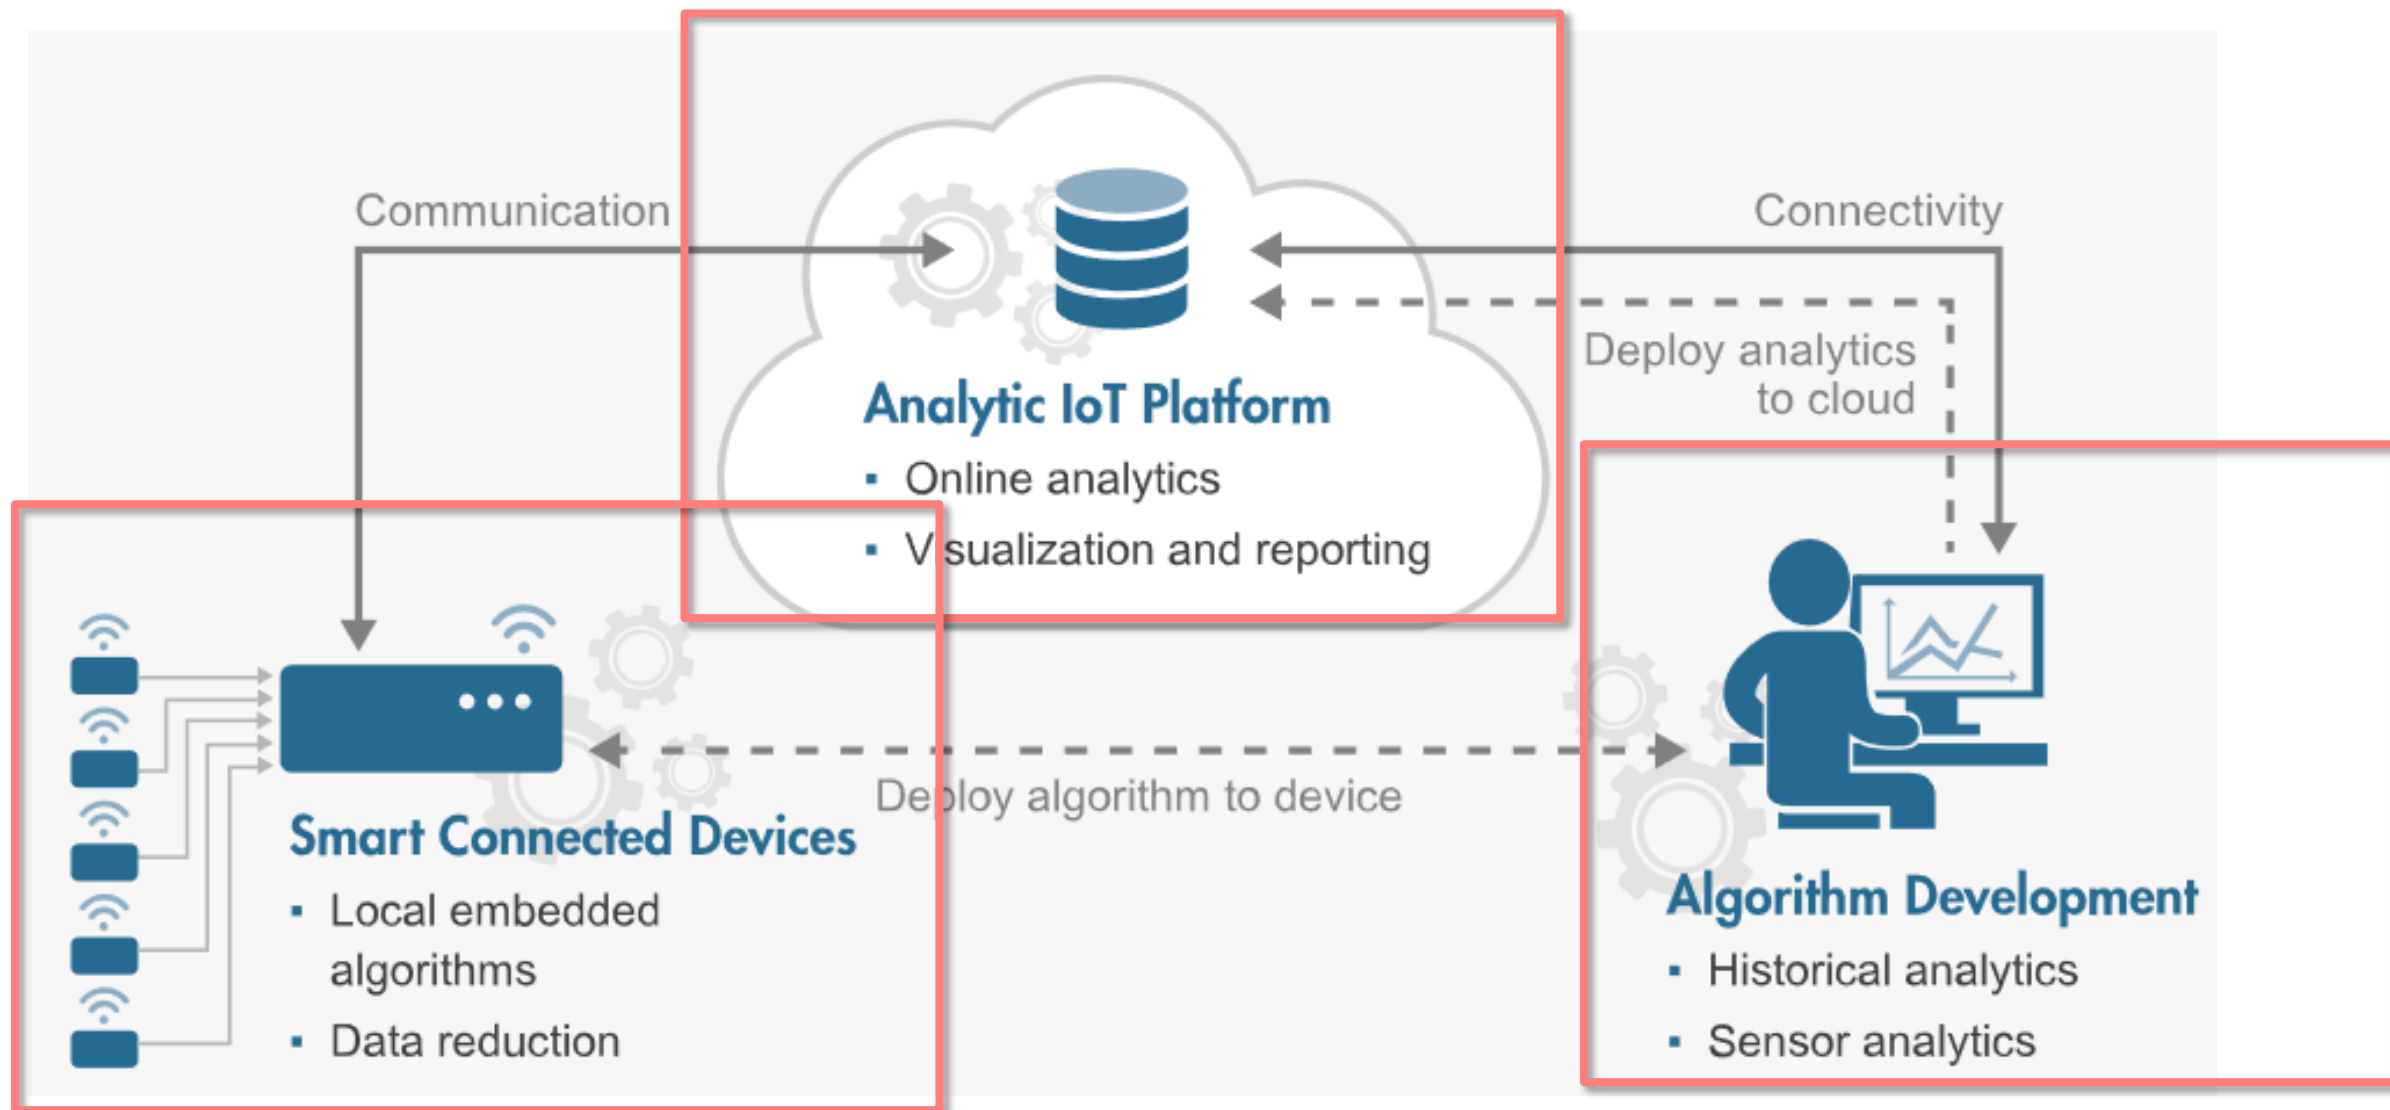 Communication
Connectivity
Deploy analytics
to cloud
Analytic IoT Platform
▪ Online analytics
▪ Visualization and reporting
Deploy algorithm to device
Smart Connected Devices
▪ Local embedded
algorithms
▪ Data reduction
Algorithm Development
▪ Historical analytics
▪ Sensor analytics